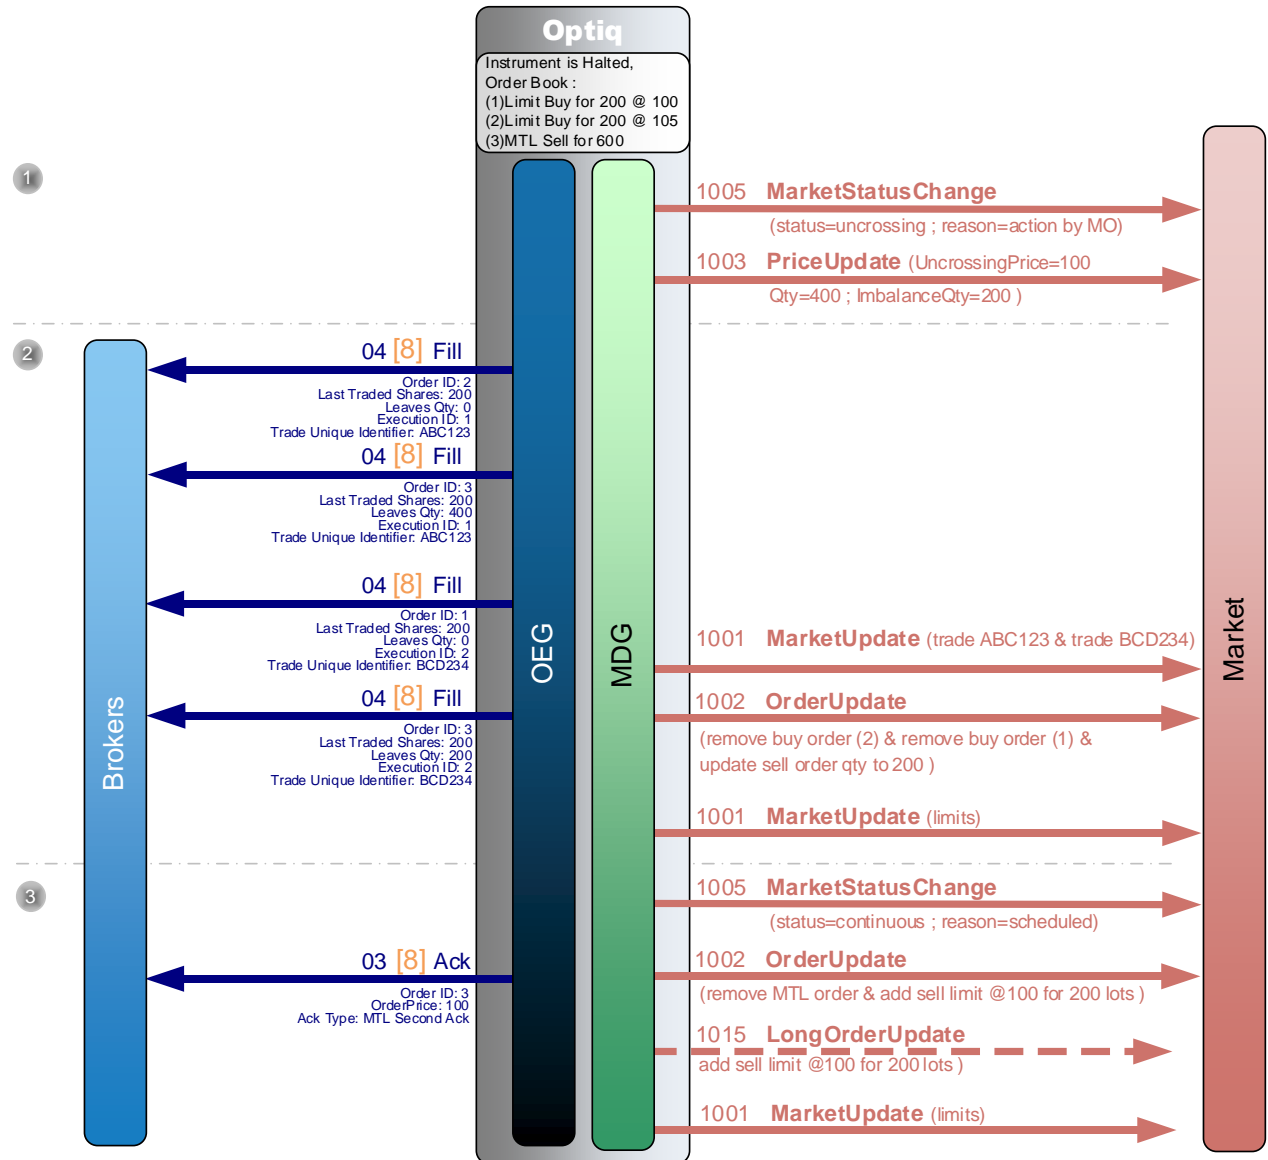 Optiq
Instrument is Halted,
Order Book :
(1)Limit Buy for 200 @ 100
(2)Limit Buy for 200 @ 105
(3)MTL Sell for 600
1
1005 MarketStatusChange
(status=uncrossing ; reason=action by MO)
1003 PriceUpdate (UncrossingPrice=100
Qty=400 ; ImbalanceQty=200 )
2
04 [8] Fill
Order ID: 2
Last Traded Shares: 200
Leaves Qty: 0
Execution ID: 1
Trade Unique Identifier: ABC123
04 [8] Fill
Order ID: 3
Last Traded Shares: 200
Leaves Qty: 400
Execution ID: 1
Trade Unique Identifier: ABC123
04 [8] Fill
Order ID: 1
Last Traded Shares: 200
Leaves Qty: 0
Execution ID: 2
Trade Unique Identifier: BCD234
04 [8] Fill
Order ID: 3
Last Traded Shares: 200
Leaves Qty: 200
Execution ID: 2
Trade Unique Identifier: BCD234
Brokers
OEG
MDG
Market
1001 MarketUpdate (trade ABC123 & trade BCD234)
1002 OrderUpdate
(remove buy order (2) & remove buy order (1) &
update sell order qty to 200 )
1001 MarketUpdate (limits)
3
1005 MarketStatusChange
(status=continuous ; reason=scheduled)
03 [8] Ack
Order ID: 3
OrderPrice: 100
Ack Type: MTL Second Ack
1002 OrderUpdate
(remove MTL order & add sell limit @100 for 200 lots )
1015 LongOrderUpdate
add sell limit @100 for 200 lots )
1001 MarketUpdate (limits)